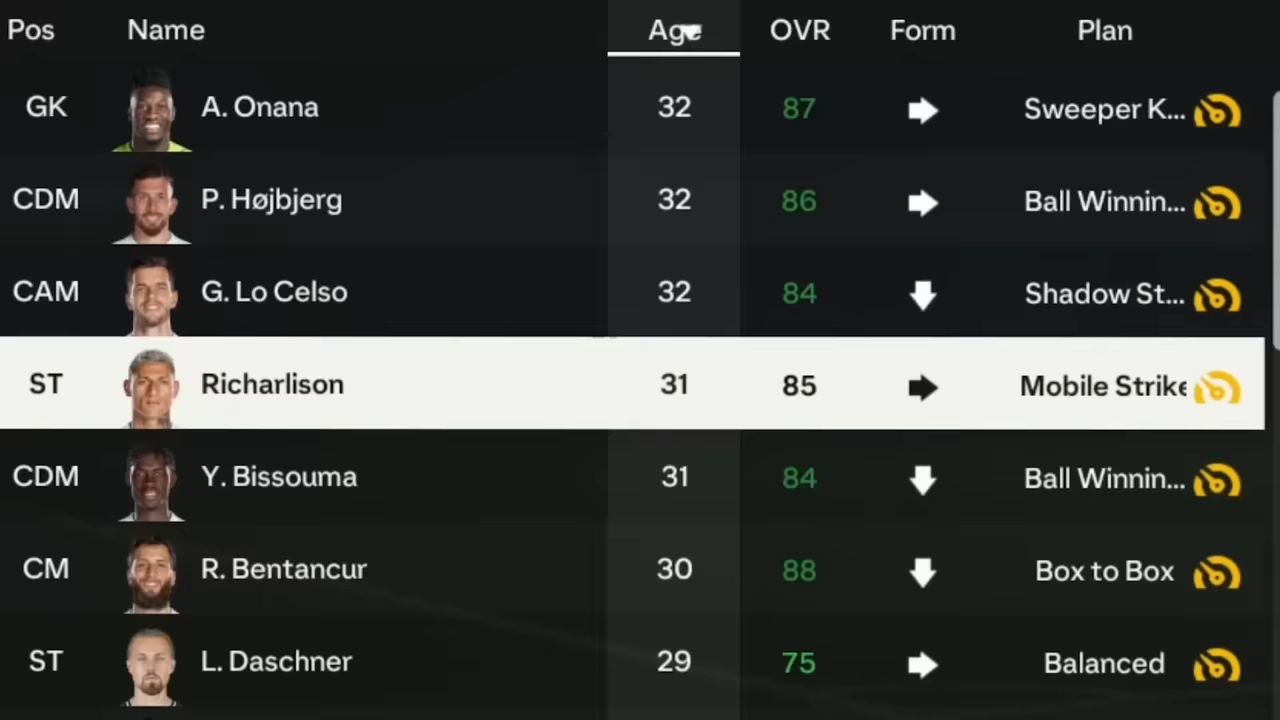 Pos Name Age OVR Form Plan
GK A. Onana 32 87 Sweeper K...
CDM P. Højbjerg 32 86 Ball Winnin...
CAM G. Lo Celso 32 84 Shadow St...
ST Richarlison 31 85 Mobile Strike
CDM Y. Bissouma 31 84 Ball Winnin...
CM R. Bentancur 30 88 Box to Box
ST L. Daschner 29 75 Balanced